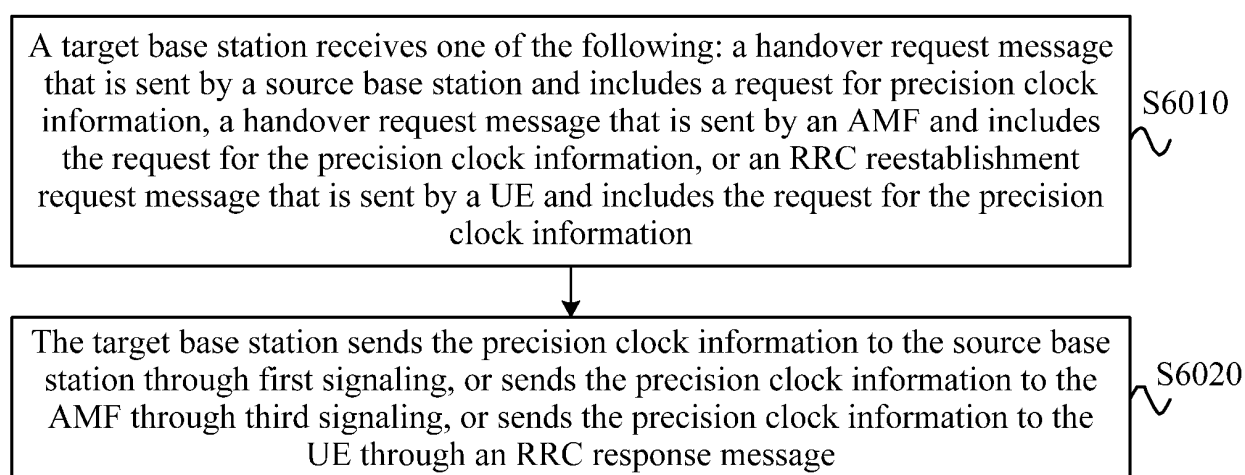 A target base station receives one of the following: a handover request message
that is sent by a source base station and includes a request for precision clock
information, a handover request message that is sent by an AMF and includes
the request for the precision clock information, or an RRC reestablishment
request message that is sent by a UE and includes the request for the precision
clock information
S6010
The target base station sends the precision clock information to the source base
station through first signaling, or sends the precision clock information to the
AMF through third signaling, or sends the precision clock information to the
UE through an RRC response message
S6020